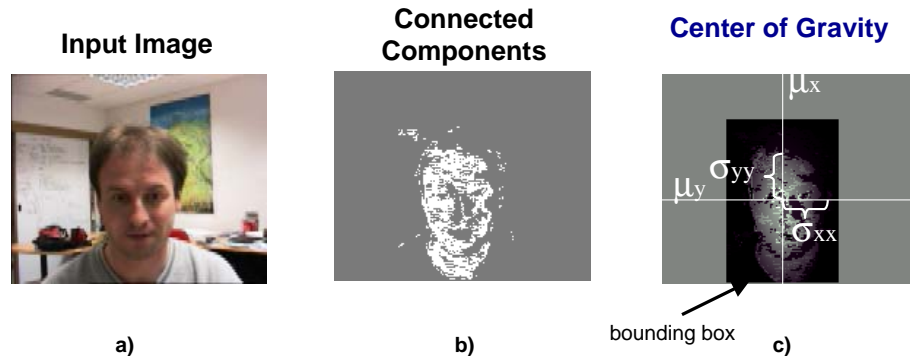 Input Image
Connected
Components
Center of Gravity
μx
σyy
μy
σxx
bounding box
a)
b)
c)